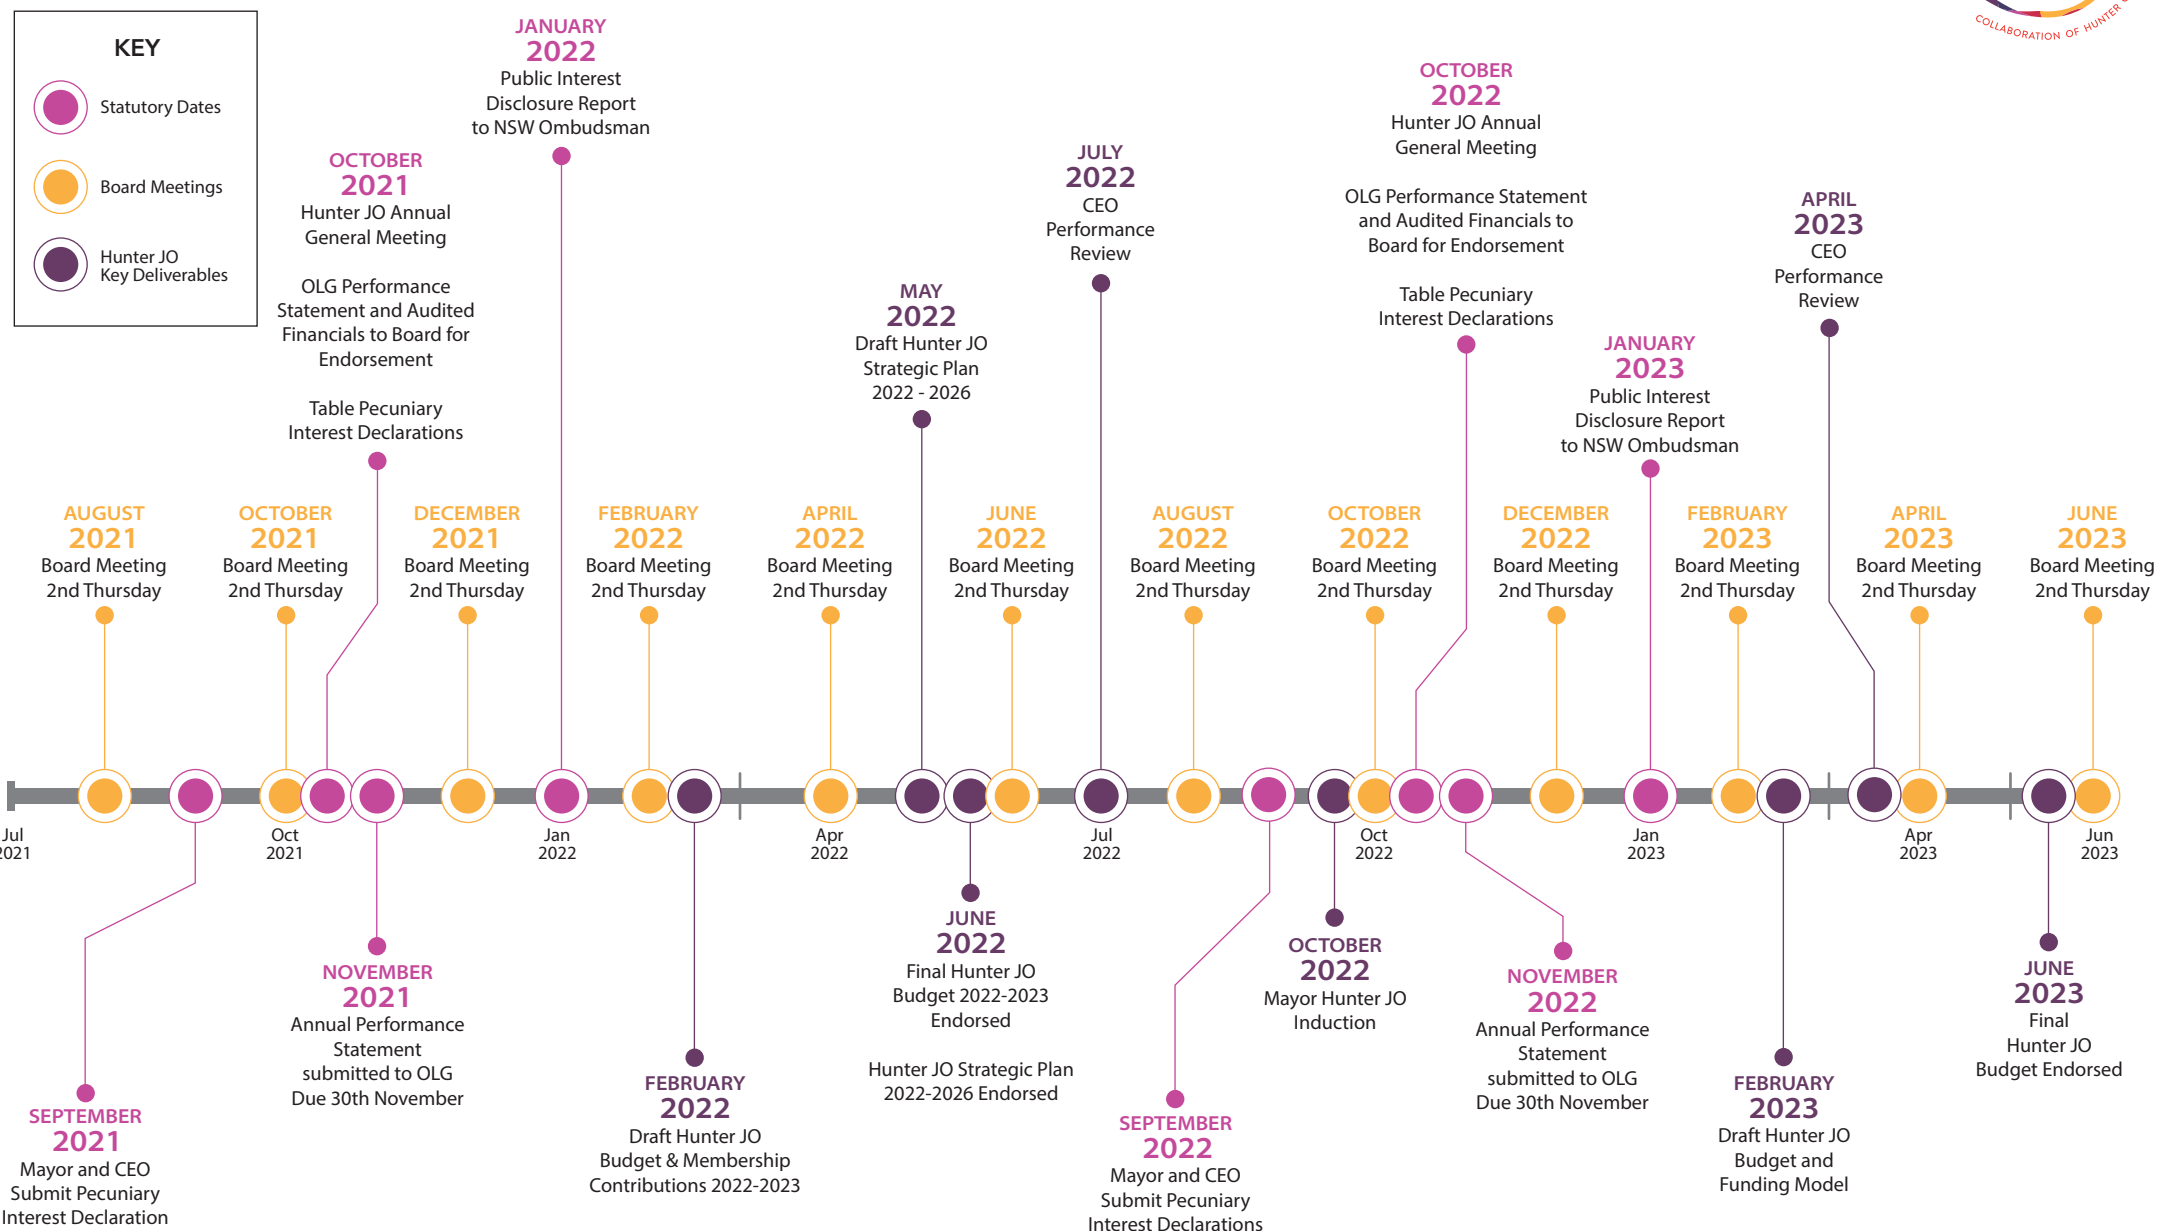 COLLABORATION OF HUNTER
KEY
Statutory Dates
Board Meetings
Hunter JO
Key Deliverables
JANUARY
2022
Public Interest
Disclosure Report
to NSW Ombudsman
OCTOBER
2021
Hunter JO Annual
General Meeting
OLG Performance
Statement and Audited
Financials to Board for
Endorsement
Table Pecuniary
Interest Declarations
MAY
2022
Draft Hunter JO
Strategic Plan
2022 - 2026
JULY
2022
CEO
Performance
Review
OCTOBER
2022
Hunter JO Annual
General Meeting
OLG Performance Statement
and Audited Financials to
Board for Endorsement
Table Pecuniary
Interest Declarations
JANUARY
2023
Public Interest
Disclosure Report
to NSW Ombudsman
APRIL
2023
CEO
Performance
Review
AUGUST
2021
Board Meeting
2nd Thursday
OCTOBER
2021
Board Meeting
2nd Thursday
DECEMBER
2021
Board Meeting
2nd Thursday
FEBRUARY
2022
Board Meeting
2nd Thursday
APRIL
2022
Board Meeting
2nd Thursday
JUNE
2022
Board Meeting
2nd Thursday
AUGUST
2022
Board Meeting
2nd Thursday
OCTOBER
2022
Board Meeting
2nd Thursday
DECEMBER
2022
Board Meeting
2nd Thursday
FEBRUARY
2023
Board Meeting
2nd Thursday
APRIL
2023
Board Meeting
2nd Thursday
JUNE
2023
Board Meeting
2nd Thursday
Jul
2021
Oct
2021
Jan
2022
Apr
2022
Jul
2022
Oct
2022
Jan
2023
Apr
2023
Jun
2023
SEPTEMBER
2021
Mayor and CEO
Submit Pecuniary
Interest Declaration
NOVEMBER
2021
Annual Performance
Statement
submitted to OLG
Due 30th November
FEBRUARY
2022
Draft Hunter JO
Budget & Membership
Contributions 2022-2023
JUNE
2022
Final Hunter JO
Budget 2022-2023
Endorsed
Hunter JO Strategic Plan
2022-2026 Endorsed
SEPTEMBER
2022
Mayor and CEO
Submit Pecuniary
Interest Declarations
OCTOBER
2022
Mayor Hunter JO
Induction
NOVEMBER
2022
Annual Performance
Statement
submitted to OLG
Due 30th November
FEBRUARY
2023
Draft Hunter JO
Budget and
Funding Model
JUNE
2023
Final
Hunter JO
Budget Endorsed